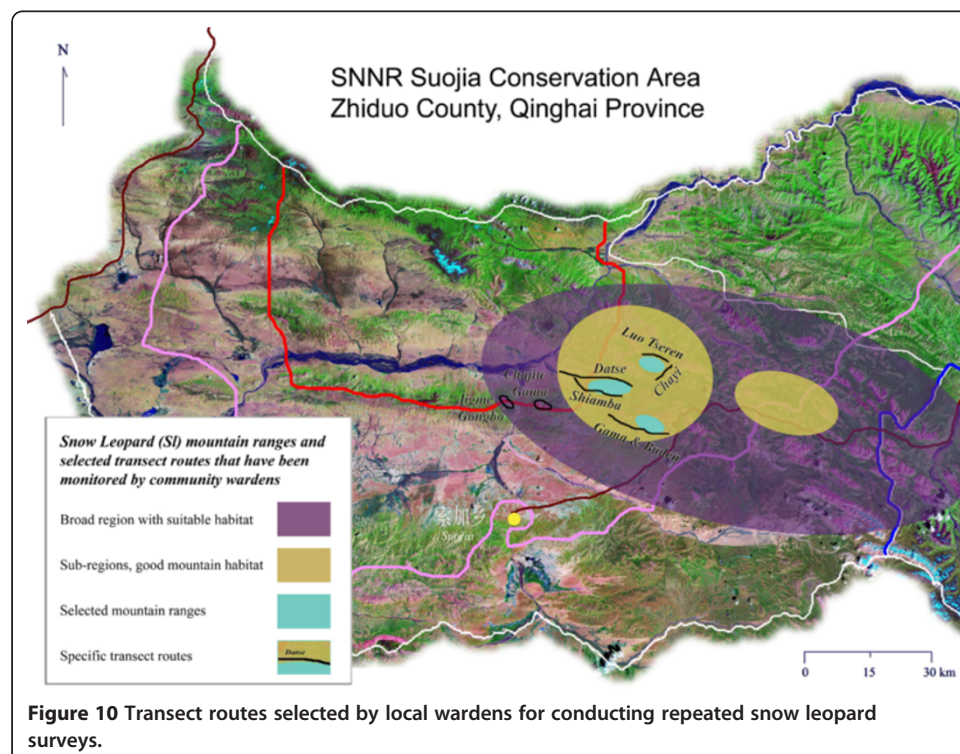 N
SNNR Suojia Conservation Area
Zhiduo County, Qinghai Province
Luo Tseren
Datse
Chayi
Gama
Jigme
Shiamba
Gongbo
Gama &
索加乡
Suojia
Snow Leopard (Sl) mountain ranges and
selected transect routes that have been
monitored by community wardens
Broad region with suitable habitat
Sub-regions, good mountain habitat
Selected mountain ranges
Specific transect routes
Datse
0 15 30 km
Figure 10 Transect routes selected by local wardens for conducting repeated snow leopard
surveys.